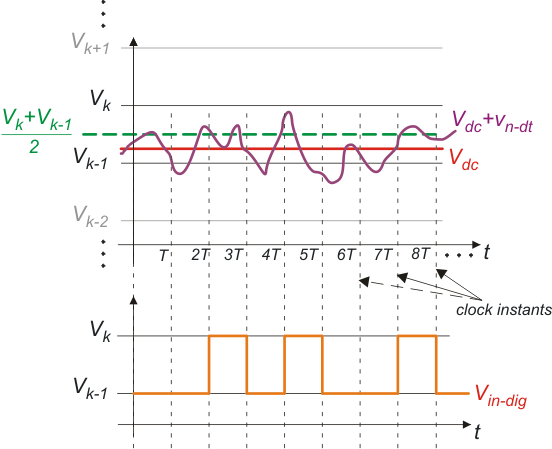 V_{k+1}
V_k
V_k+V_{k-1}
2
V_{dc}+v_{n-dt}
V_{k-1}
V_{dc}
V_{k-2}
T 2T 3T 4T 5T 6T 7T 8T ... t
clock instants
V_k
V_{k-1}
V_{in-dig}
t